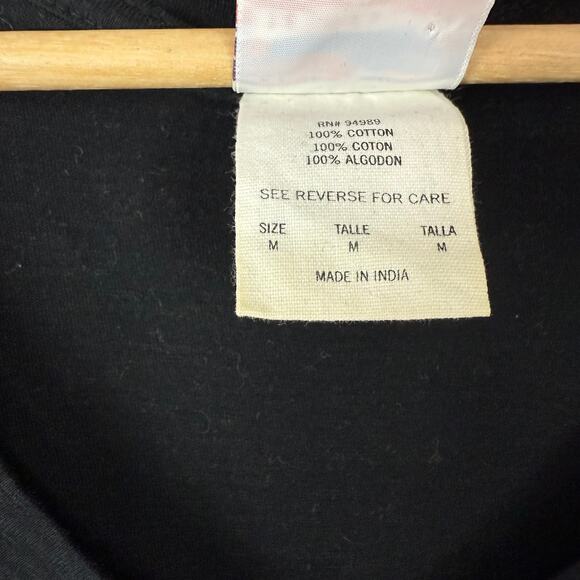 RN# 94989
100% COTTON
100% COTON
100% ALGODON
SEE REVERSE FOR CARE
SIZE TALLE TALLA
M M M
MADE IN INDIA